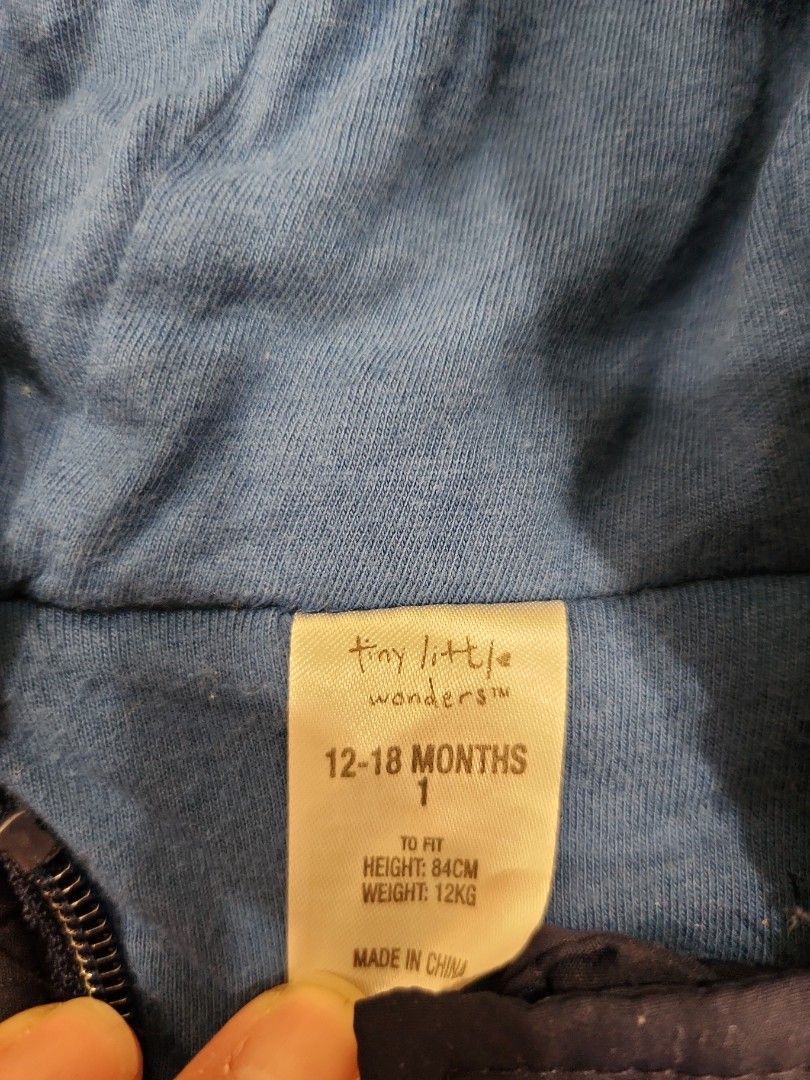 tiny little
wonders™
12-18 MONTHS
1
TO FIT
HEIGHT: 84CM
WEIGHT: 12KG
MADE IN CHINA